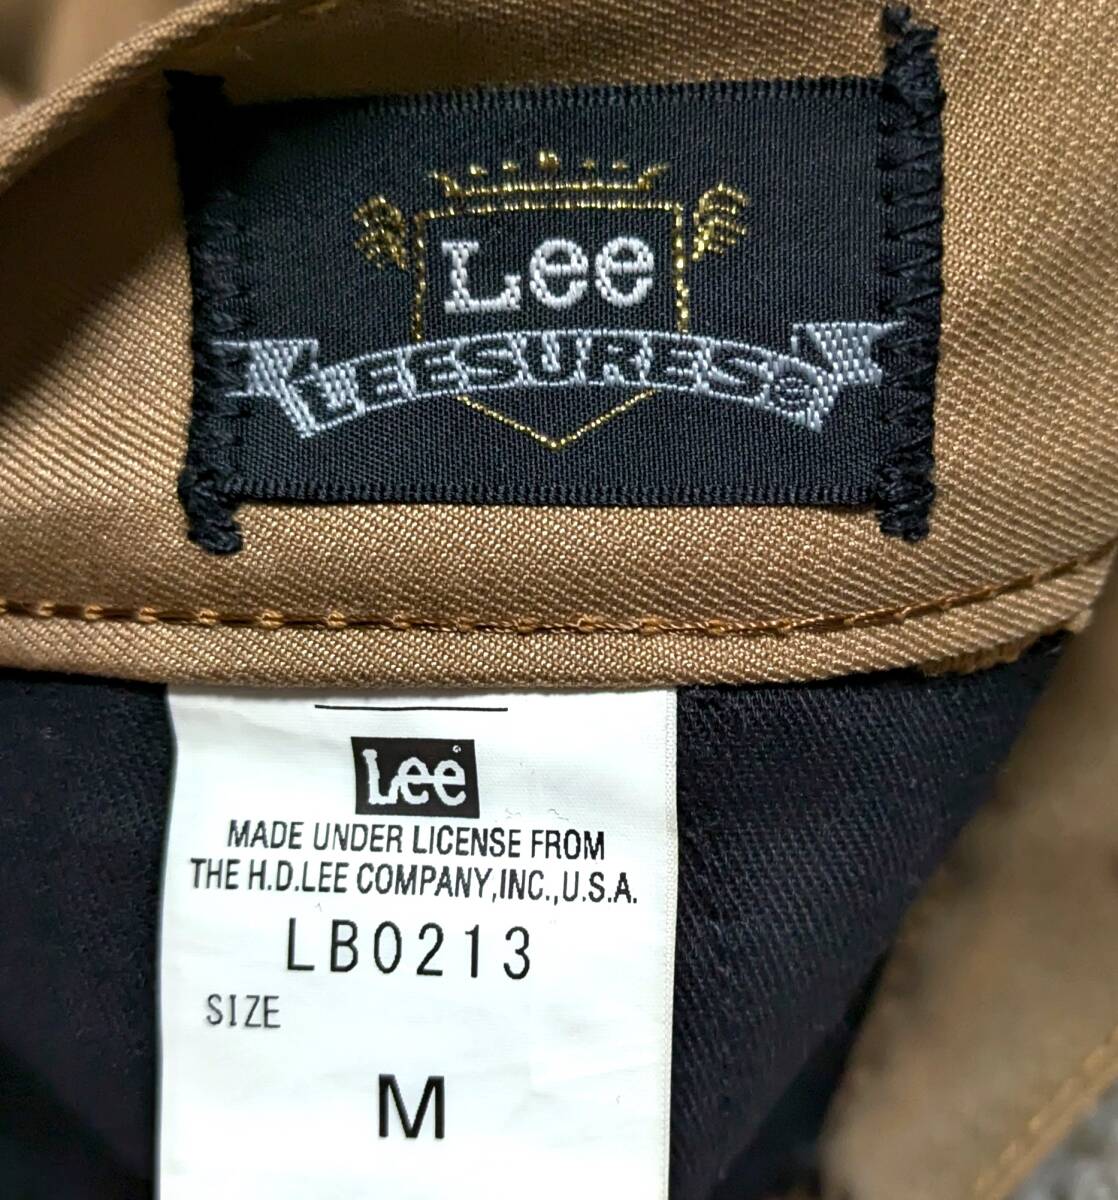 Lee
LEESURES®
Lee®
MADE UNDER LICENSE FROM
THE H.D.LEE COMPANY,INC.,U.S.A.
LB0213
SIZE
M